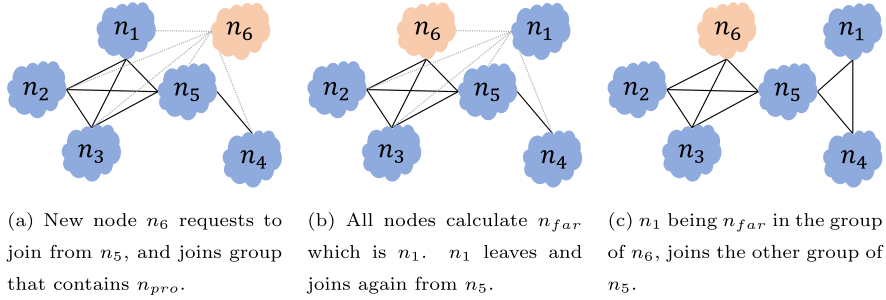 n1
n6
n2
n5
n3
n4
(a) New node n6 requests to
join from n5, and joins group
that contains npro.
n6
n1
n2
n5
n3
n4
(b) All nodes calculate nfar
which is n1. n1 leaves and
joins again from n5.
n6
n1
n2
n5
n3
n4
(c) n1 being nfar in the group
of n6, joins the other group of
n5.